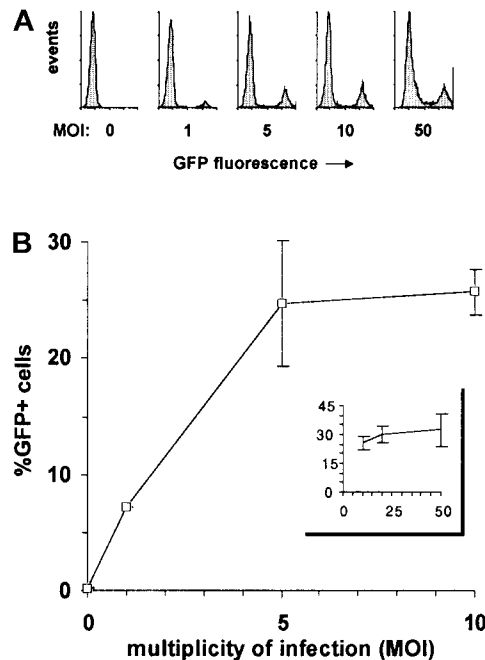 A
events
MOI: 0 1 5 10 50
GFP fluorescence →
B
%GFP+ cells
30
20
10
0
45
30
15
0
0 25 50
0 5 10
multiplicity of infection (MOI)